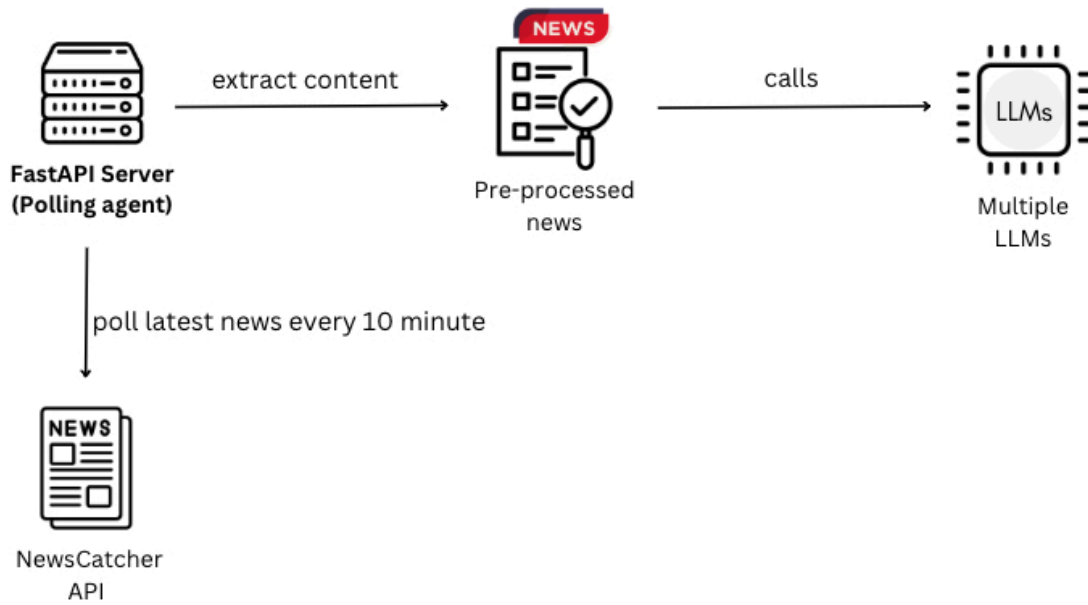 NEWS
extract content
calls
LLMs
FastAPI Server
(Polling agent)
Pre-processed
news
Multiple
LLMs
poll latest news every 10 minute
NEWS
NewsCatcher
API